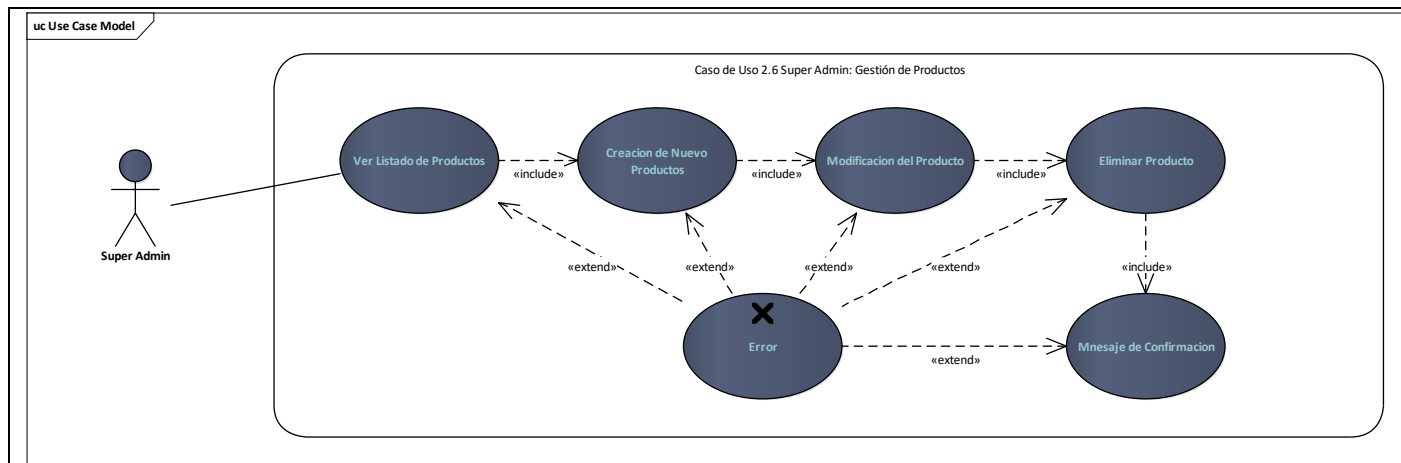 uc Use Case Model
Caso de Uso 2.6 Super Admin: Gestión de Productos
Ver Listado de Productos
Creacion de Nuevo
Productos
Modificacion del Producto
Eliminar Producto
«include»
«include»
«include»
Super Admin
«extend»
«extend»
«extend»
«extend»
«include»
Error
Mnesaje de Confirmacion
«extend»